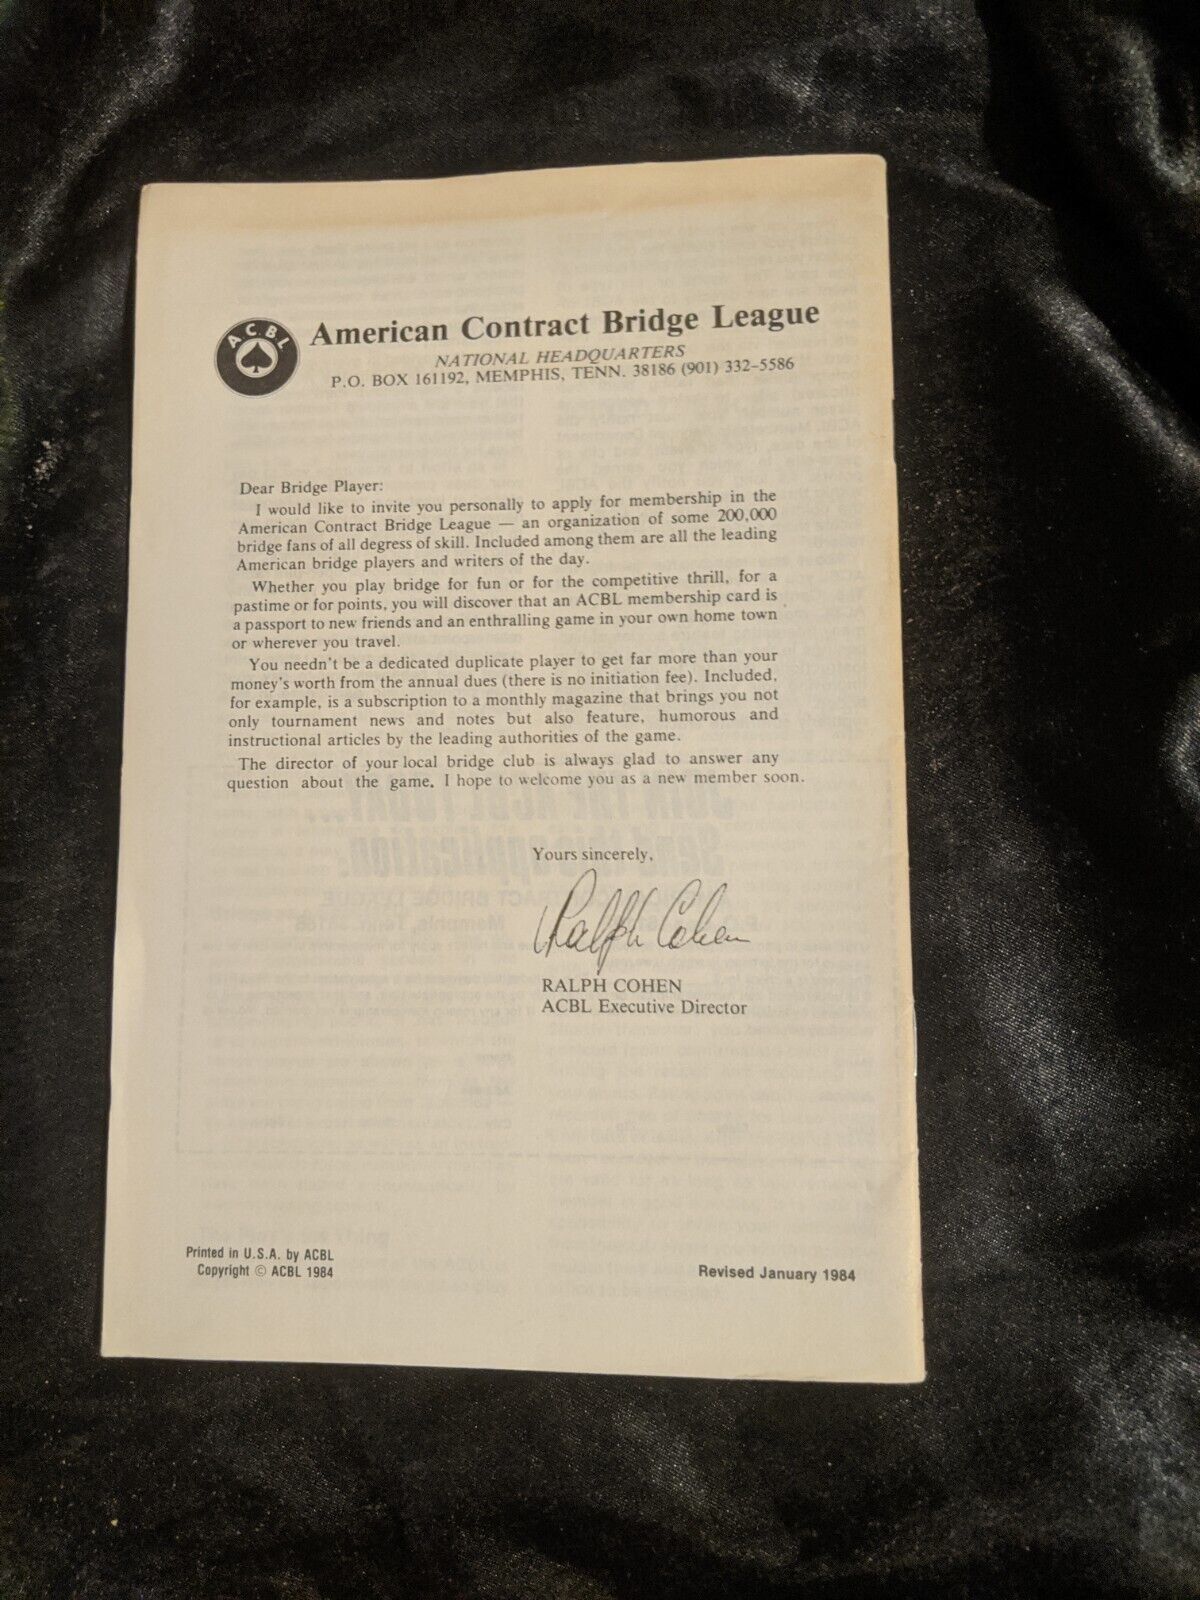 ACBL
American Contract Bridge League
NATIONAL HEADQUARTERS
P.O. BOX 161192, MEMPHIS, TENN. 38186 (901) 332-5586
Dear Bridge Player:
I would like to invite you personally to apply for membership in the
American Contract Bridge League — an organization of some 200,000
bridge fans of all degress of skill. Included among them are all the leading
American bridge players and writers of the day.
Whether you play bridge for fun or for the competitive thrill, for a
pastime or for points, you will discover that an ACBL membership card is
a passport to new friends and an enthralling game in your own home town
or wherever you travel.
You needn't be a dedicated duplicate player to get far more than your
money's worth from the annual dues (there is no initiation fee). Included,
for example, is a subscription to a monthly magazine that brings you not
only tournament news and notes but also feature, humorous and
instructional articles by the leading authorities of the game.
The director of your local bridge club is always glad to answer any
question about the game. I hope to welcome you as a new member soon.
Yours sincerely,
Ralph Cohen
RALPH COHEN
ACBL Executive Director
Printed in U.S.A. by ACBL
Copyright © ACBL 1984
Revised January 1984